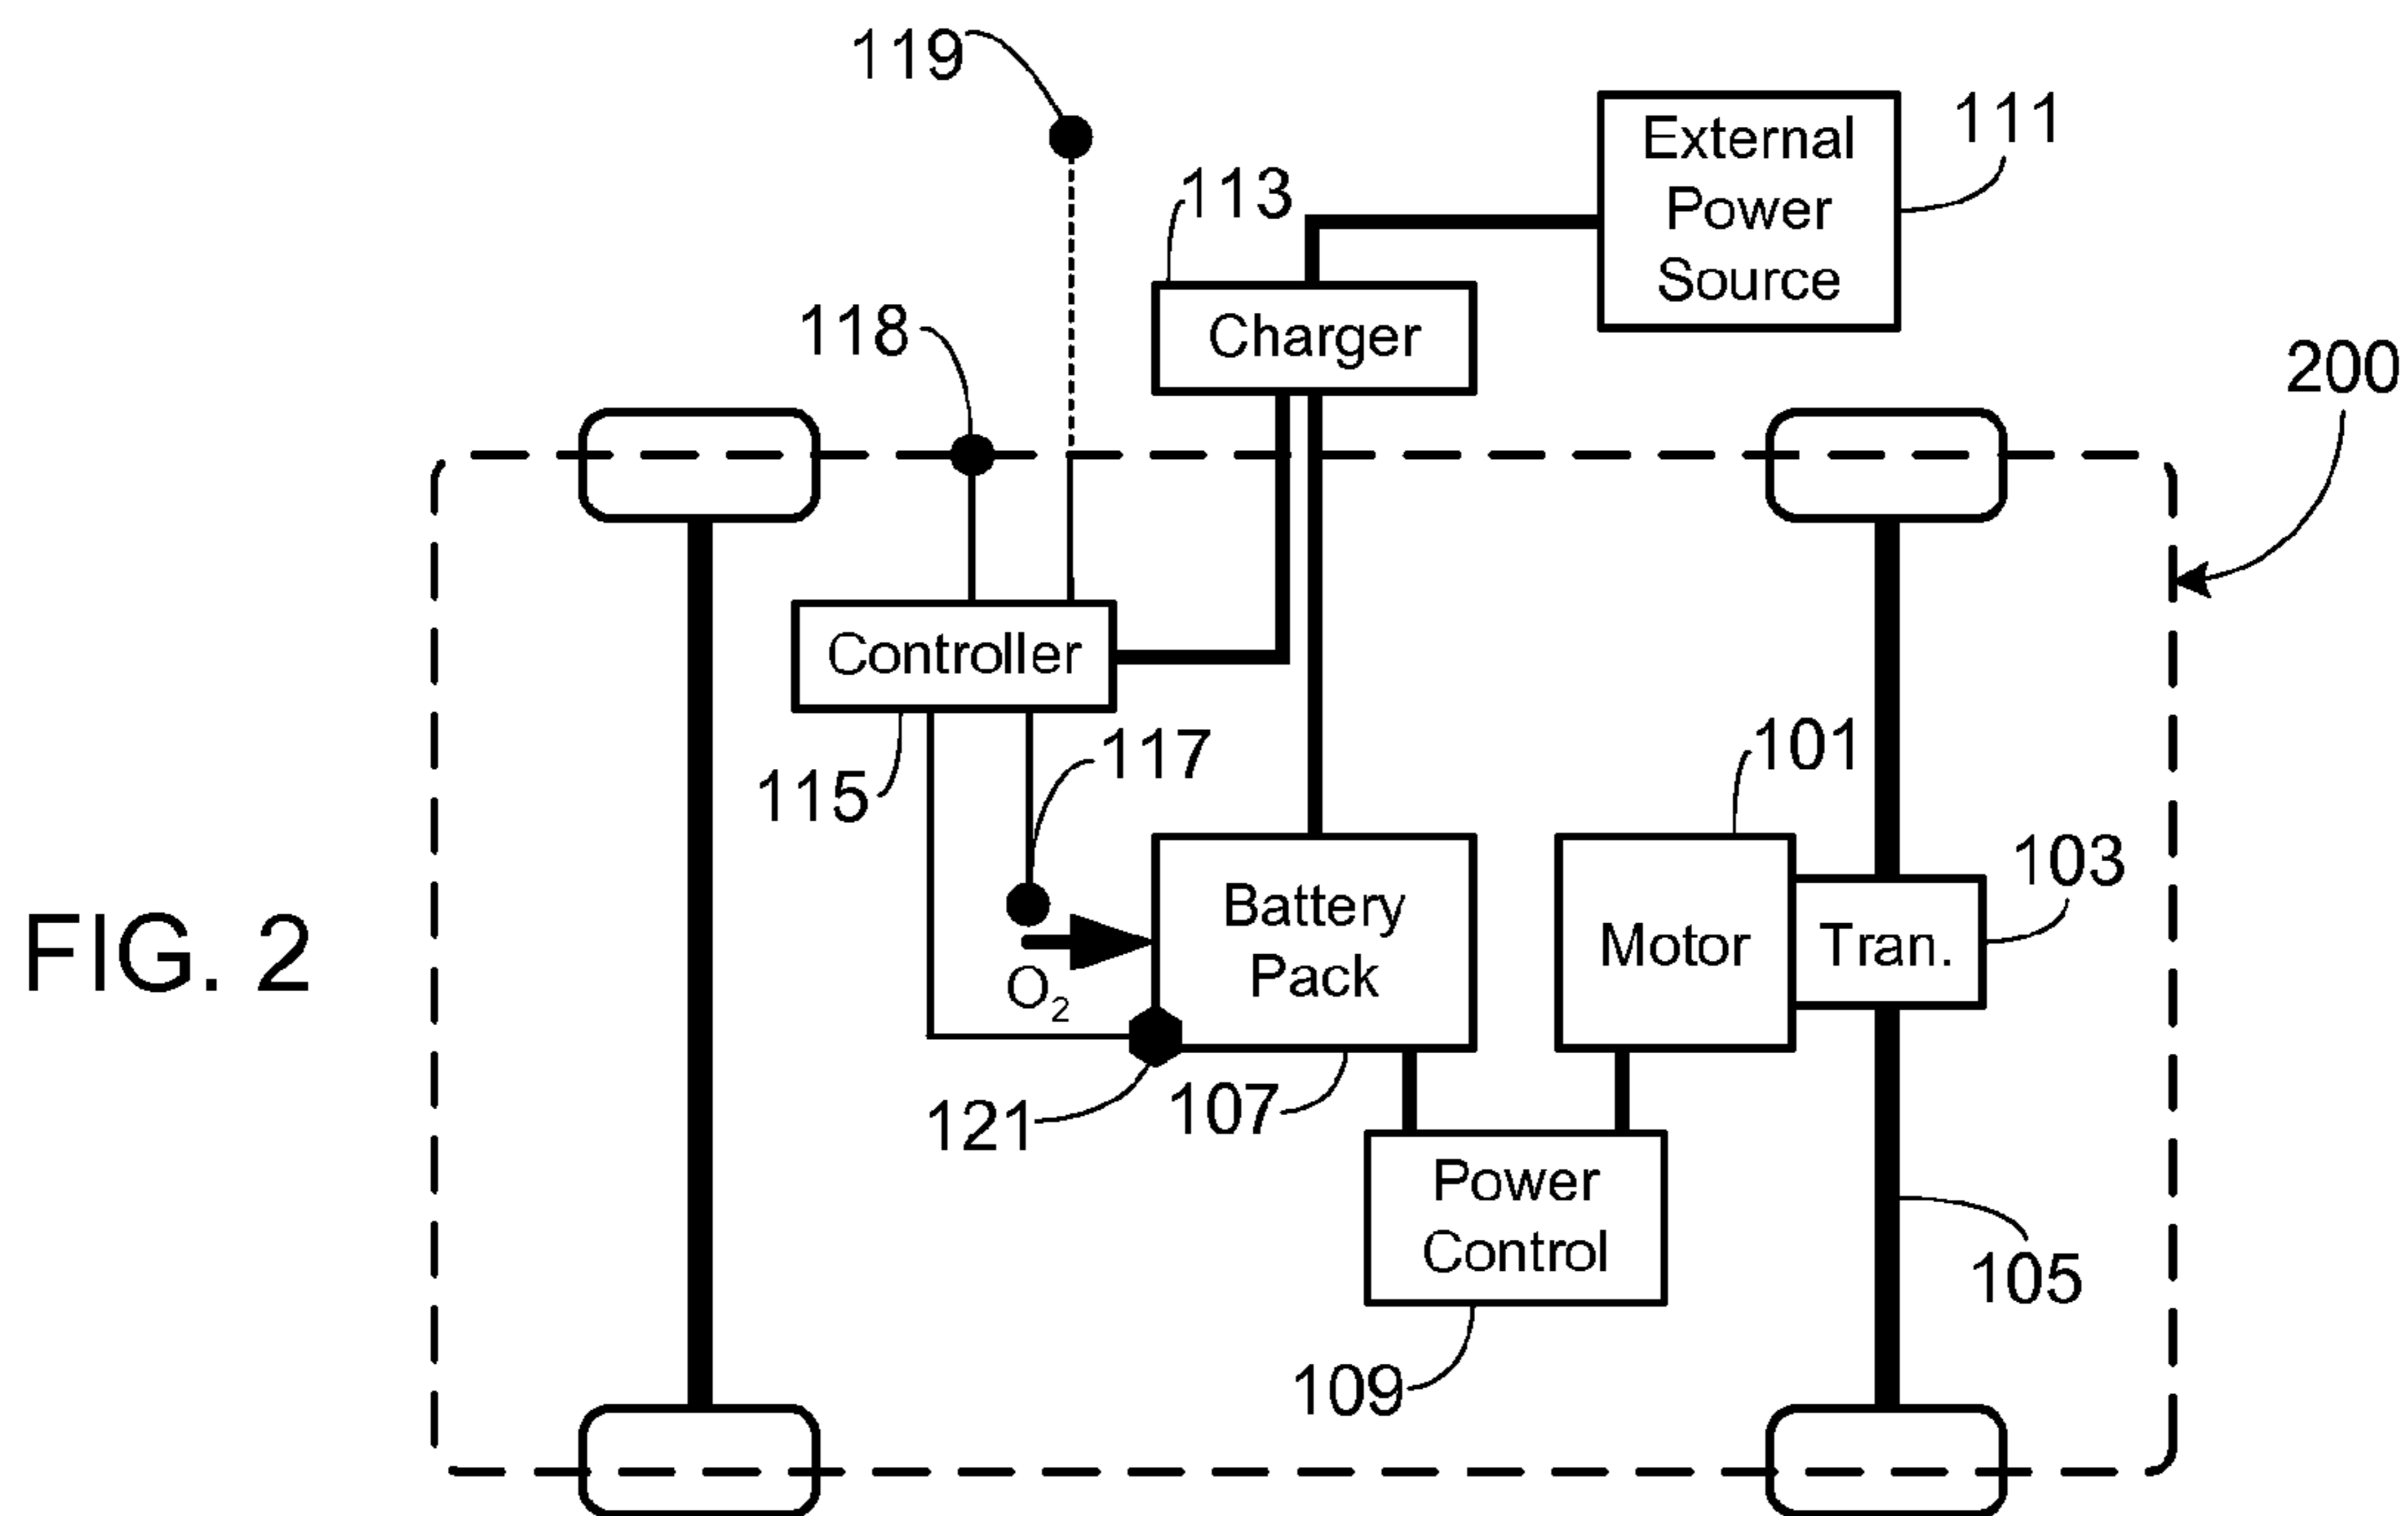 119
External
Power
Source
111
113
118
Charger
200
Controller
117
115
101
103
Battery
Pack
O₂
Motor
Tran.
FIG. 2
121
107
Power
Control
105
109